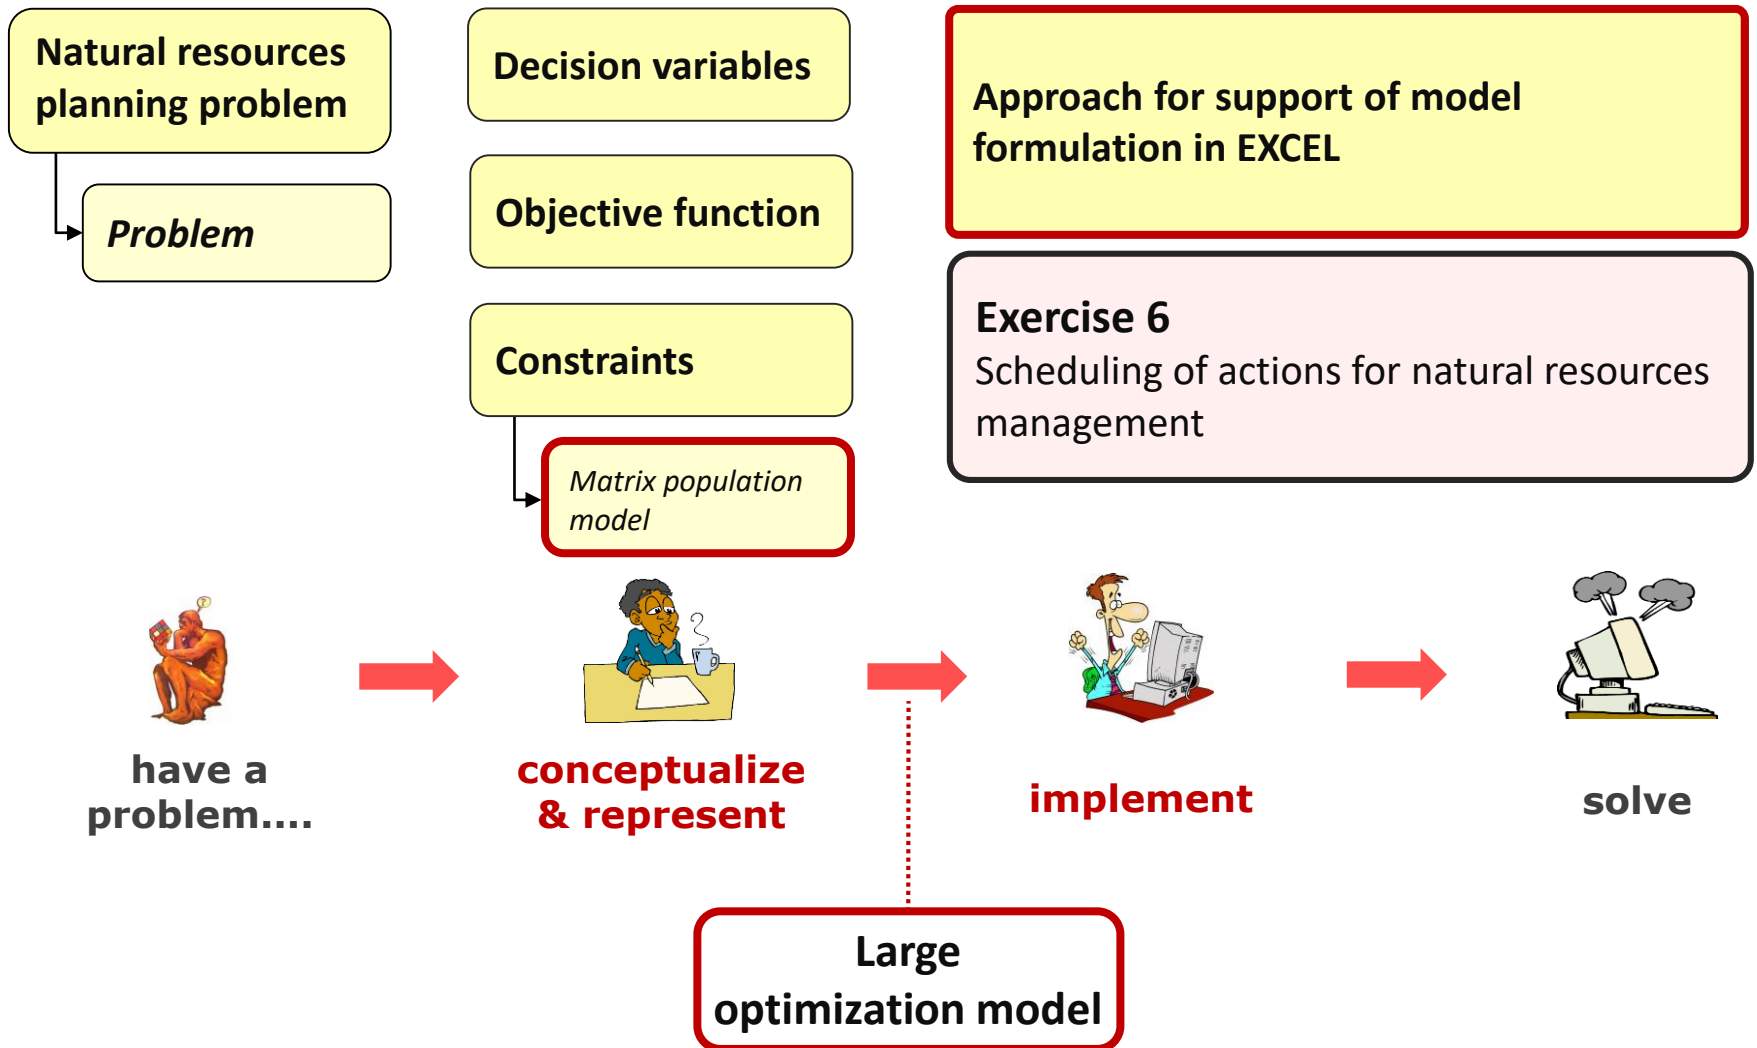 Natural resources
planning problem
Problem
Decision variables
Objective function
Constraints
Matrix population
model
Approach for support of model
formulation in EXCEL
Exercise 6
Scheduling of actions for natural resources
management
?
have a
problem....
conceptualize
& represent
implement
solve
Large
optimization model